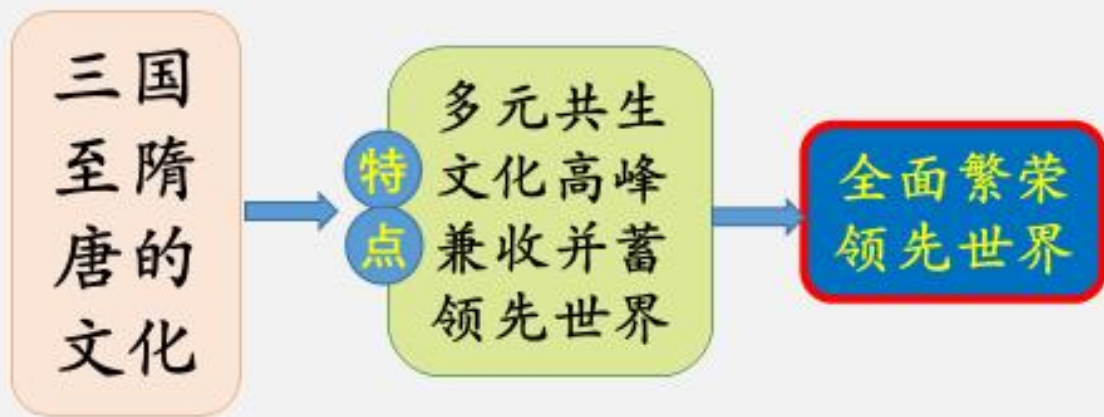 三国
至隋
唐的
文化
特
点
多元共生
文化高峰
兼收并蓄
领先世界
全面繁荣
领先世界